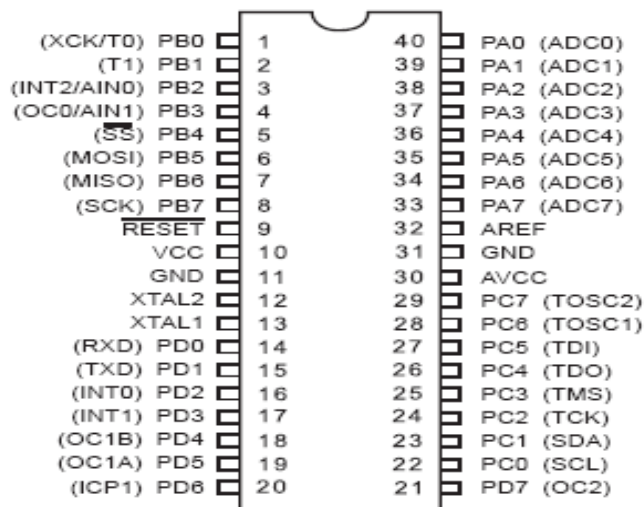 (XCK/T0) PB0 1 40 PA0 (ADC0)
(T1) PB1 2 39 PA1 (ADC1)
(INT2/AIN0) PB2 3 38 PA2 (ADC2)
(OC0/AIN1) PB3 4 37 PA3 (ADC3)
(SS) PB4 5 36 PA4 (ADC4)
(MOSI) PB5 6 35 PA5 (ADC5)
(MISO) PB6 7 34 PA6 (ADC6)
(SCK) PB7 8 33 PA7 (ADC7)
RESET 9 32 AREF
VCC 10 31 GND
GND 11 30 AVCC
XTAL2 12 29 PC7 (TOSC2)
XTAL1 13 28 PC6 (TOSC1)
(RXD) PD0 14 27 PC5 (TDI)
(TXD) PD1 15 26 PC4 (TDO)
(INT0) PD2 16 25 PC3 (TMS)
(INT1) PD3 17 24 PC2 (TCK)
(OC1B) PD4 18 23 PC1 (SDA)
(OC1A) PD5 19 22 PC0 (SCL)
(ICP1) PD6 20 21 PD7 (OC2)